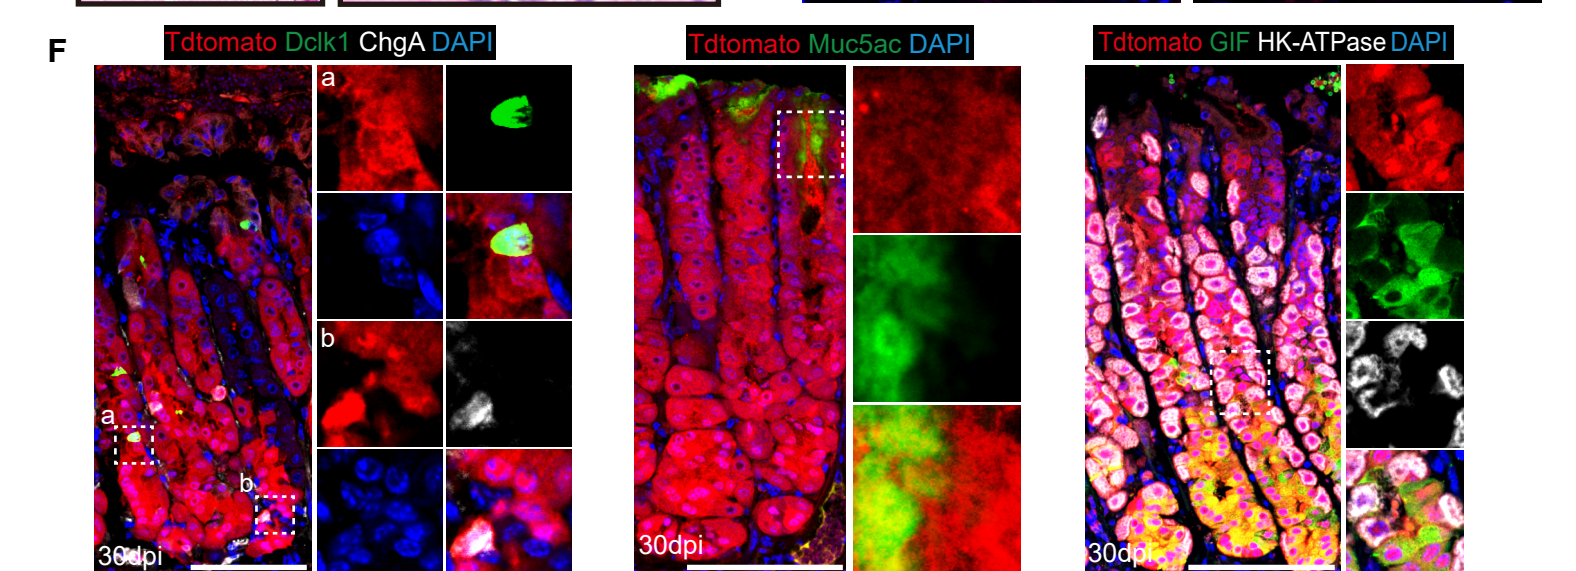 F
Tdtomato Dclk1 ChgA DAPI
a
b
a
b
30dpi
Tdtomato Muc5ac DAPI
30dpi
Tdtomato GIF HK-ATPase DAPI
30dpi